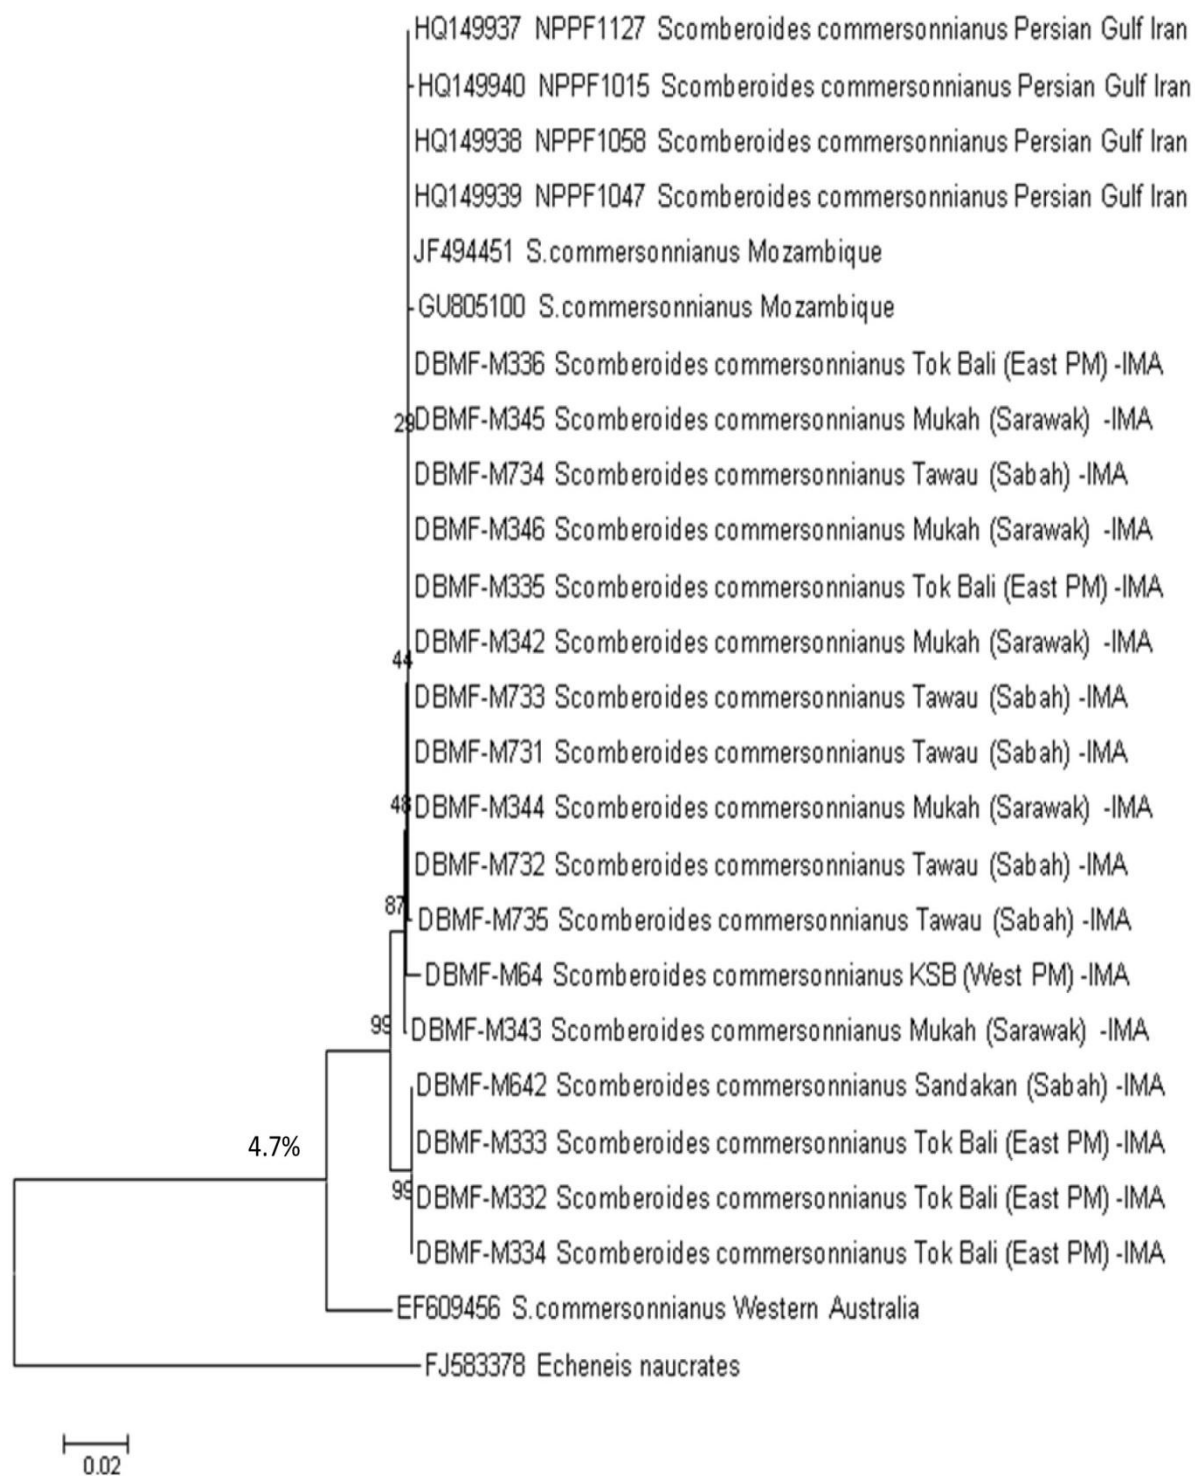 HQ149937 NPPF1127 Scomberoides commersonnianus Persian Gulf Iran
HQ149940 NPPF1015 Scomberoides commersonnianus Persian Gulf Iran
HQ149938 NPPF1058 Scomberoides commersonnianus Persian Gulf Iran
HQ149939 NPPF1047 Scomberoides commersonnianus Persian Gulf Iran
JF494451 S.commersonnianus Mozambique
GU805100 S.commersonnianus Mozambique
DBMF-M336 Scomberoides commersonnianus Tok Bali (East PM) -IMA
29 DBMF-M345 Scomberoides commersonnianus Mukah (Sarawak) -IMA
DBMF-M734 Scomberoides commersonnianus Tawau (Sabah) -IMA
DBMF-M346 Scomberoides commersonnianus Mukah (Sarawak) -IMA
DBMF-M335 Scomberoides commersonnianus Tok Bali (East PM) -IMA
DBMF-M342 Scomberoides commersonnianus Mukah (Sarawak) -IMA
44
DBMF-M733 Scomberoides commersonnianus Tawau (Sabah) -IMA
DBMF-M731 Scomberoides commersonnianus Tawau (Sabah) -IMA
48 DBMF-M344 Scomberoides commersonnianus Mukah (Sarawak) -IMA
DBMF-M732 Scomberoides commersonnianus Tawau (Sabah) -IMA
87
DBMF-M735 Scomberoides commersonnianus Tawau (Sabah) -IMA
DBMF-M64 Scomberoides commersonnianus KSB (West PM) -IMA
99 DBMF-M343 Scomberoides commersonnianus Mukah (Sarawak) -IMA
DBMF-M642 Scomberoides commersonnianus Sandakan (Sabah) -IMA
DBMF-M333 Scomberoides commersonnianus Tok Bali (East PM) -IMA
4.7%
99 DBMF-M332 Scomberoides commersonnianus Tok Bali (East PM) -IMA
DBMF-M334 Scomberoides commersonnianus Tok Bali (East PM) -IMA
EF609456 S.commersonnianus Western Australia
FJ583378 Echeneis naucrates
0.02